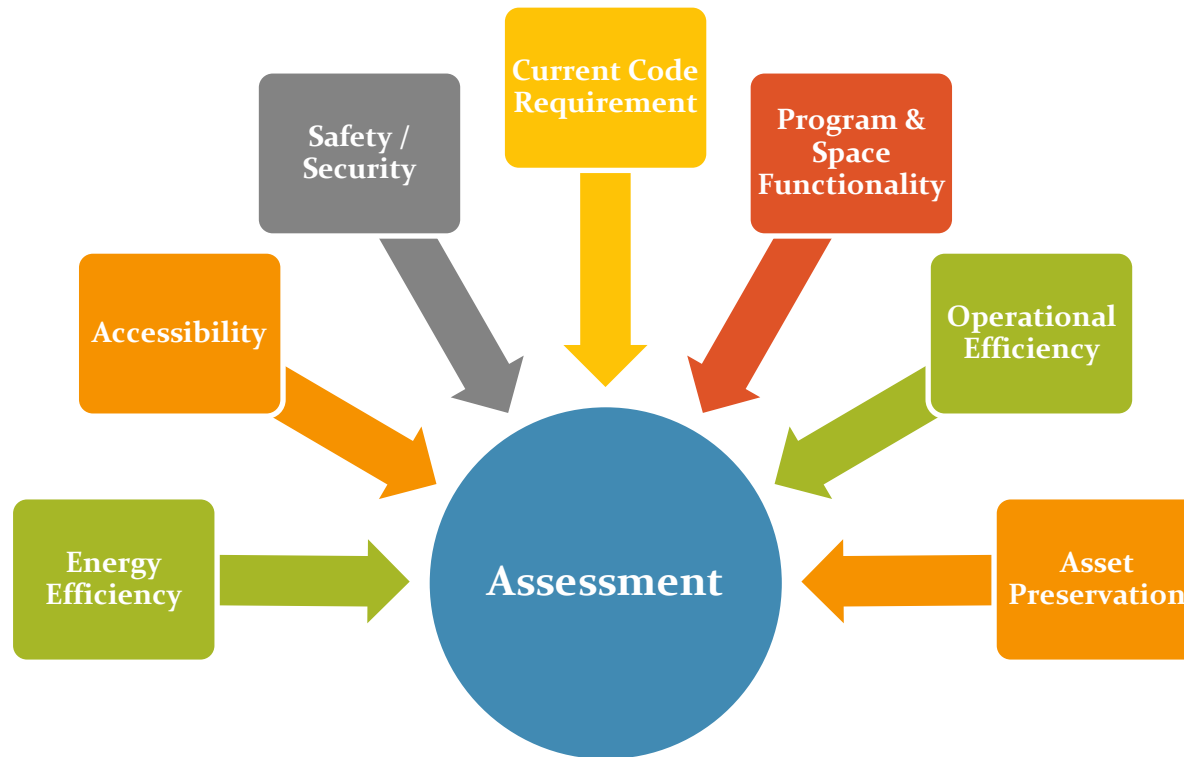 Current Code
Requirement
Safety /
Security
Program &
Space
Functionality
Accessibility
Operational
Efficiency
Energy
Efficiency
Assessment
Asset
Preservation